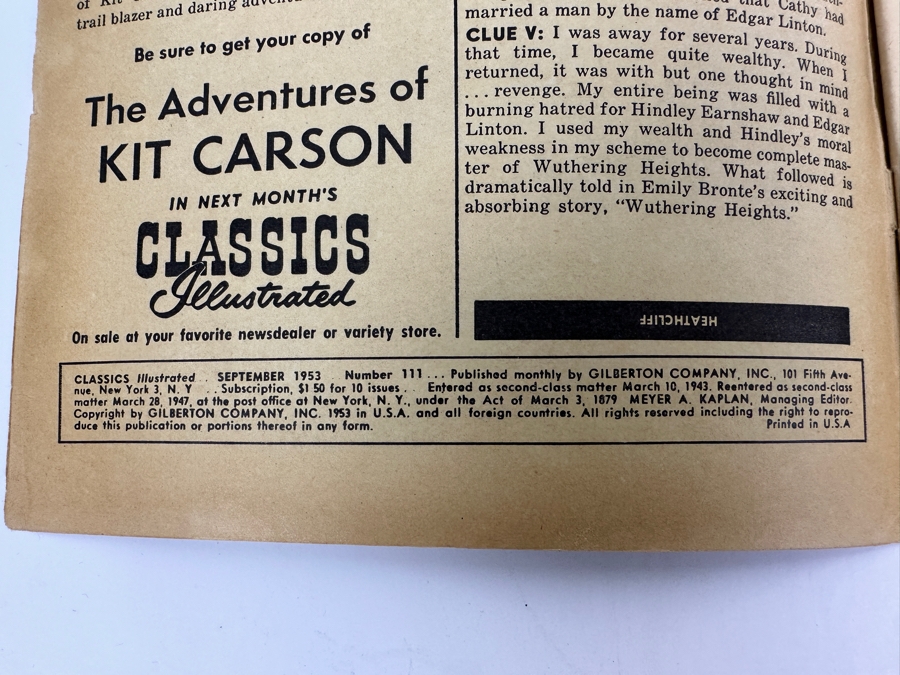 of Kit
trail blazer and daring
Be sure to get your copy of
The Adventures of
KIT CARSON
IN NEXT MONTH'S
CLASSICS
Illustrated
On sale at your favorite newsdealer or variety store.
that Cathy had
married a man by the name of Edgar Linton.
CLUE V: I was away for several years. During
that time, I became quite wealthy. When I
returned, it was with but one thought in mind
... revenge. My entire being was filled with a
burning hatred for Hindley Earnshaw and Edgar
Linton. I used my wealth and Hindley's moral
weakness in my scheme to become complete mas-
ter of Wuthering Heights. What followed is
dramatically told in Emily Bronte's exciting and
absorbing story, "Wuthering Heights."
HEATHCLIFF
CLASSICS Illustrated . . SEPTEMBER 1953 Number 111 ... Published monthly by GILBERTON COMPANY, INC., 101 Fifth Ave-
nue, New York 3, N. Y . . . Subscription, $1 50 for 10 issues . . Entered as second-class matter March 10, 1943. Reentered as second-class
matter March 28, 1947, at the post office at New York, N. Y., under the Act of March 3, 1879 MEYER A. KAPLAN, Managing Editor.
Copyright by GILBERTON COMPANY, INC. 1953 in U.S.A. and all foreign countries. All rights reserved including the right to repro-
duce this publication or portions thereof in any form. Printed in U.S.A